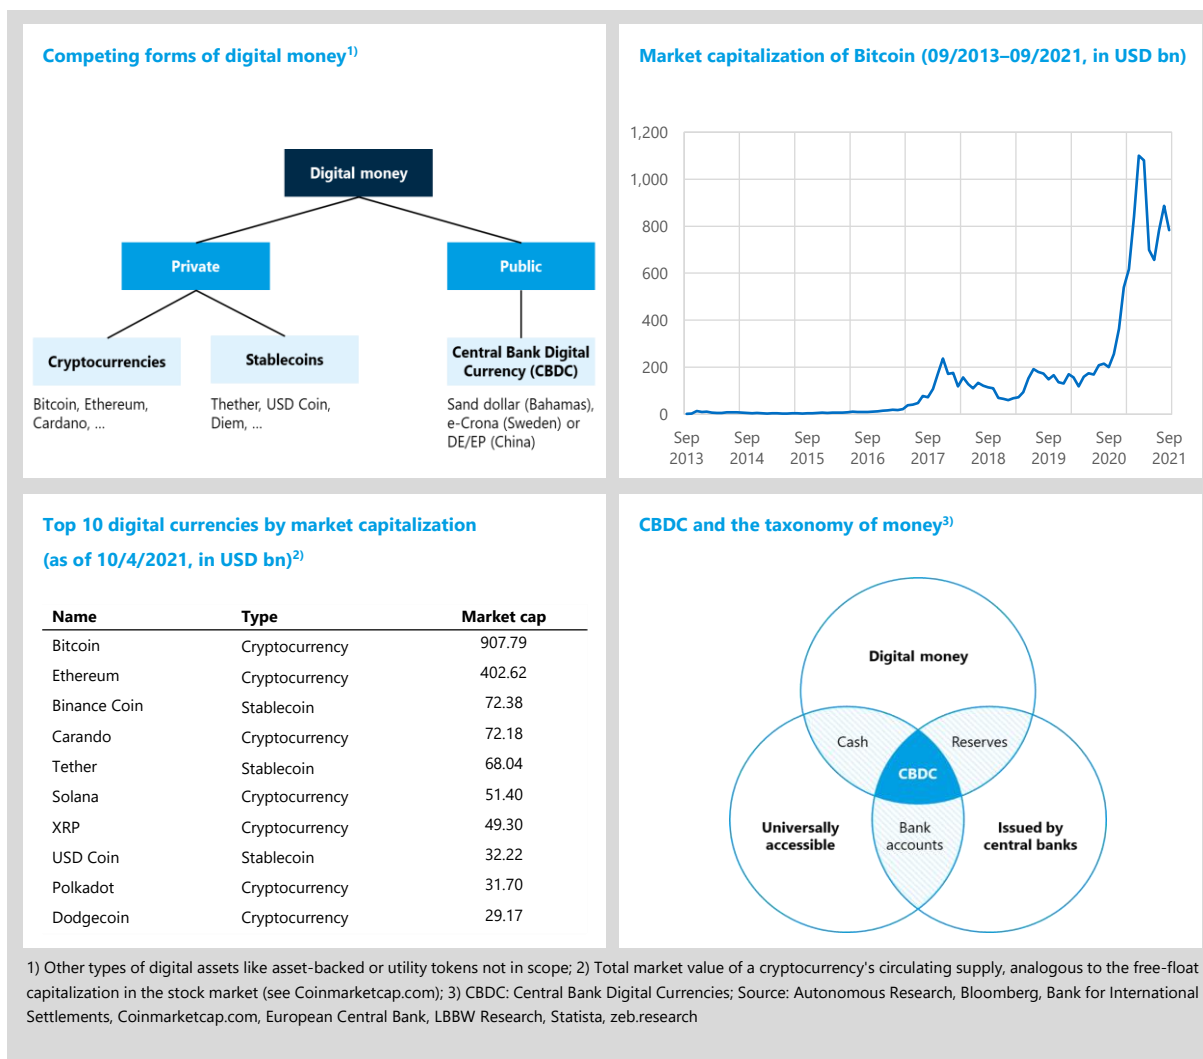 Competing forms of digital money1)
Digital money
Private
Public
Cryptocurrencies
Stablecoins
Central Bank Digital
Currency (CBDC)
Bitcoin, Ethereum,
Cardano, ...
Thether, USD Coin,
Diem, ...
Sand dollar (Bahamas),
e-Crona (Sweden) or
DE/EP (China)
Market capitalization of Bitcoin (09/2013–09/2021, in USD bn)
1,200
1,000
800
600
400
200
0
Sep 2013
Sep 2014
Sep 2015
Sep 2016
Sep 2017
Sep 2018
Sep 2019
Sep 2020
Sep 2021
Top 10 digital currencies by market capitalization
(as of 10/4/2021, in USD bn)2)
Name Type Market cap
Bitcoin Cryptocurrency 907.79
Ethereum Cryptocurrency 402.62
Binance Coin Stablecoin 72.38
Carando Cryptocurrency 72.18
Tether Stablecoin 68.04
Solana Cryptocurrency 51.40
XRP Cryptocurrency 49.30
USD Coin Stablecoin 32.22
Polkadot Cryptocurrency 31.70
Dodgecoin Cryptocurrency 29.17
CBDC and the taxonomy of money3)
Digital money
Cash
Reserves
CBDC
Universally
accessible
Bank
accounts
Issued by
central banks
1) Other types of digital assets like asset-backed or utility tokens not in scope; 2) Total market value of a cryptocurrency's circulating supply, analogous to the free-float
capitalization in the stock market (see Coinmarketcap.com); 3) CBDC: Central Bank Digital Currencies; Source: Autonomous Research, Bloomberg, Bank for International
Settlements, Coinmarketcap.com, European Central Bank, LBBW Research, Statista, zeb.research